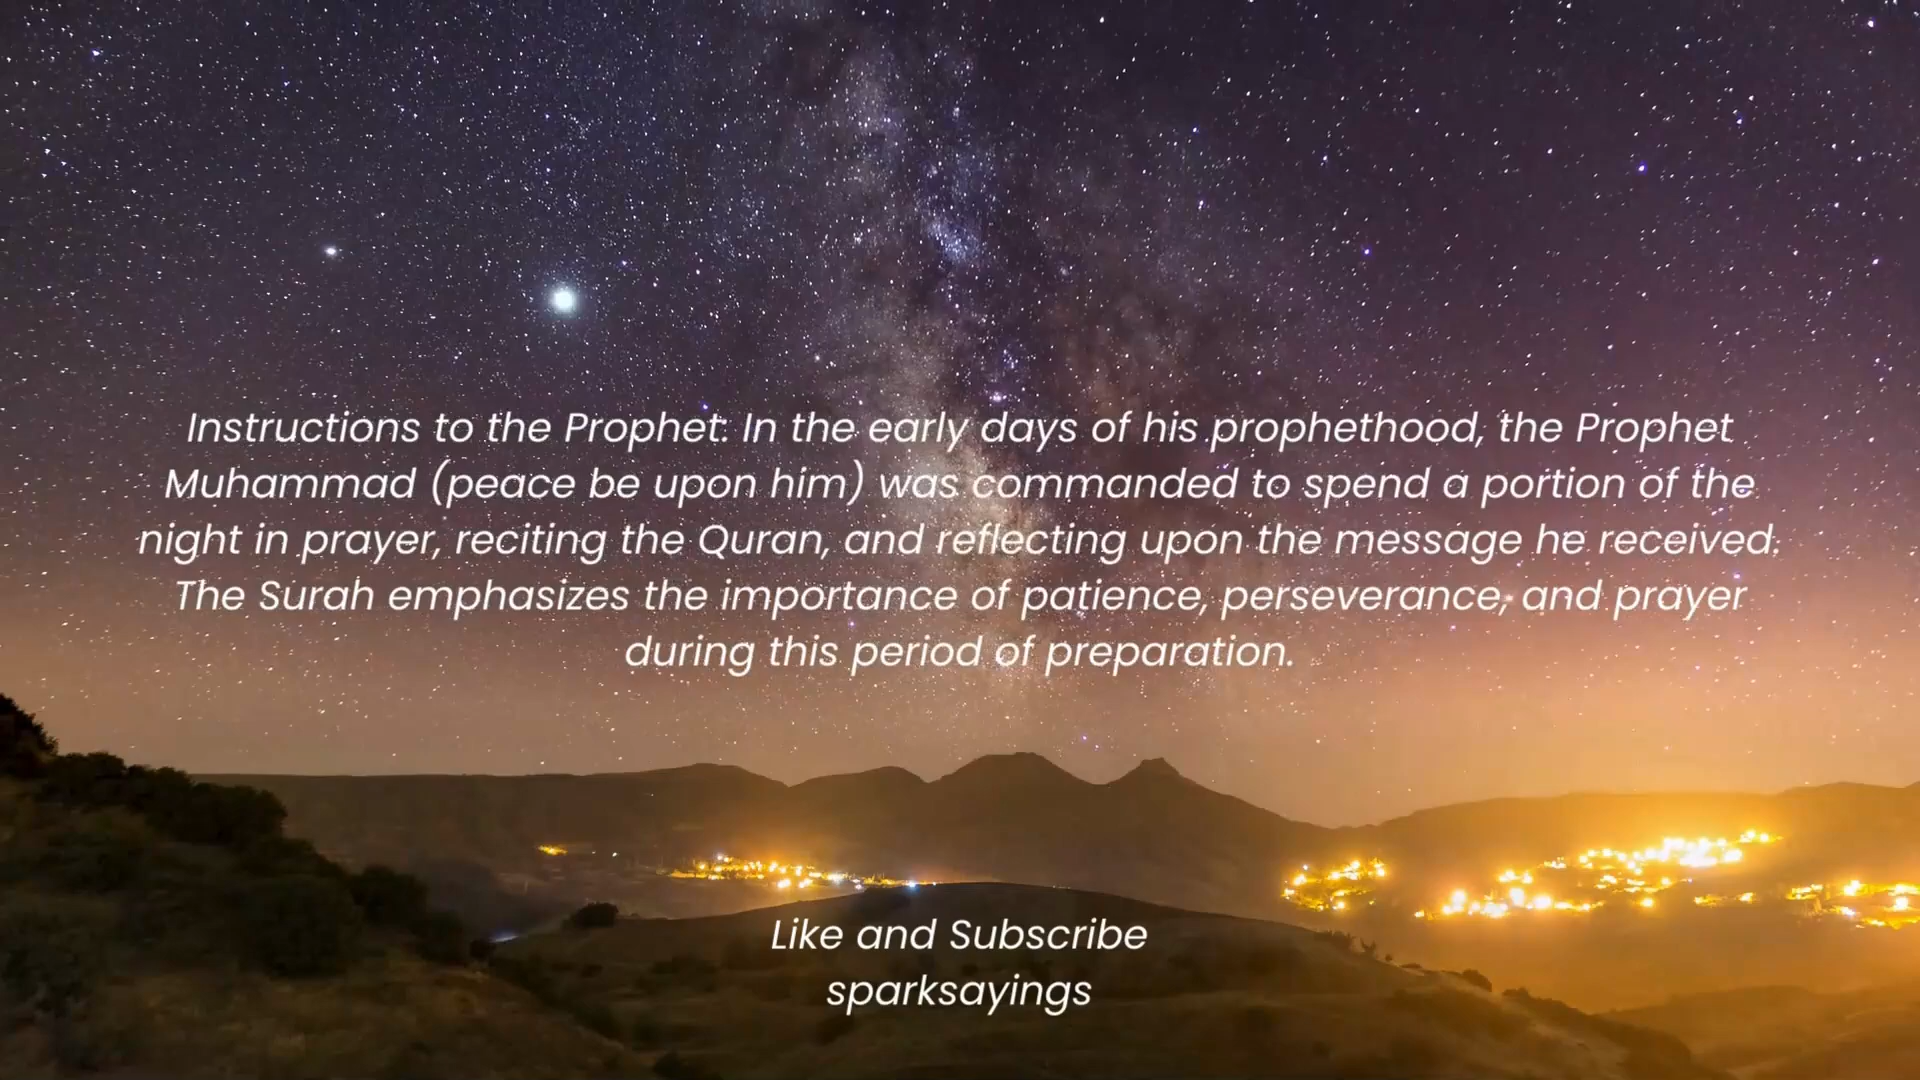 Instructions to the Prophet: In the early days of his prophethood, the Prophet
Muhammad (peace be upon him) was commanded to spend a portion of the
night in prayer, reciting the Quran, and reflecting upon the message he received.
The Surah emphasizes the importance of patience, perseverance, and prayer
during this period of preparation.
Like and Subscribe
sparksayings